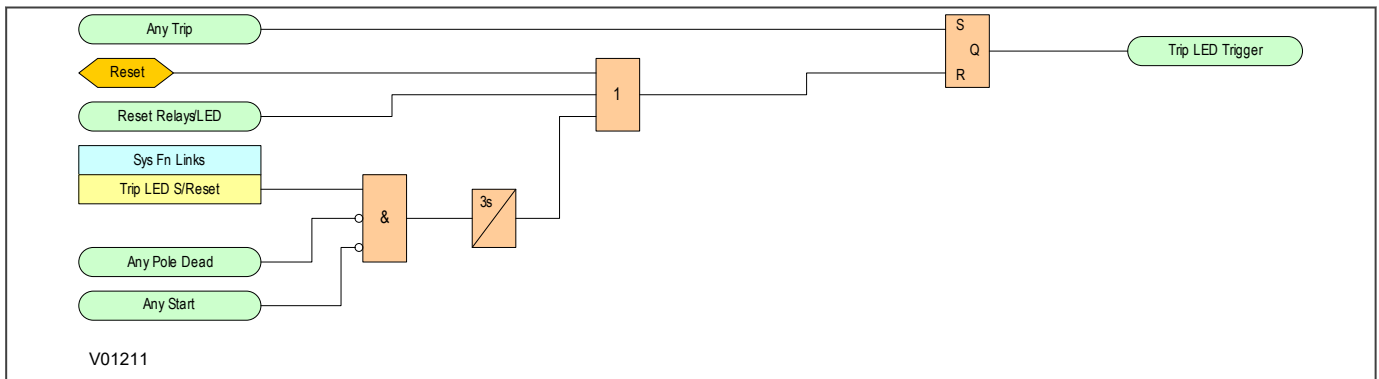 Any Trip
S
Q
R
Trip LED Trigger
Reset
1
Reset Relays/LED
Sys Fn Links
Trip LED S/Reset
&
3s
Any Pole Dead
Any Start
V01211